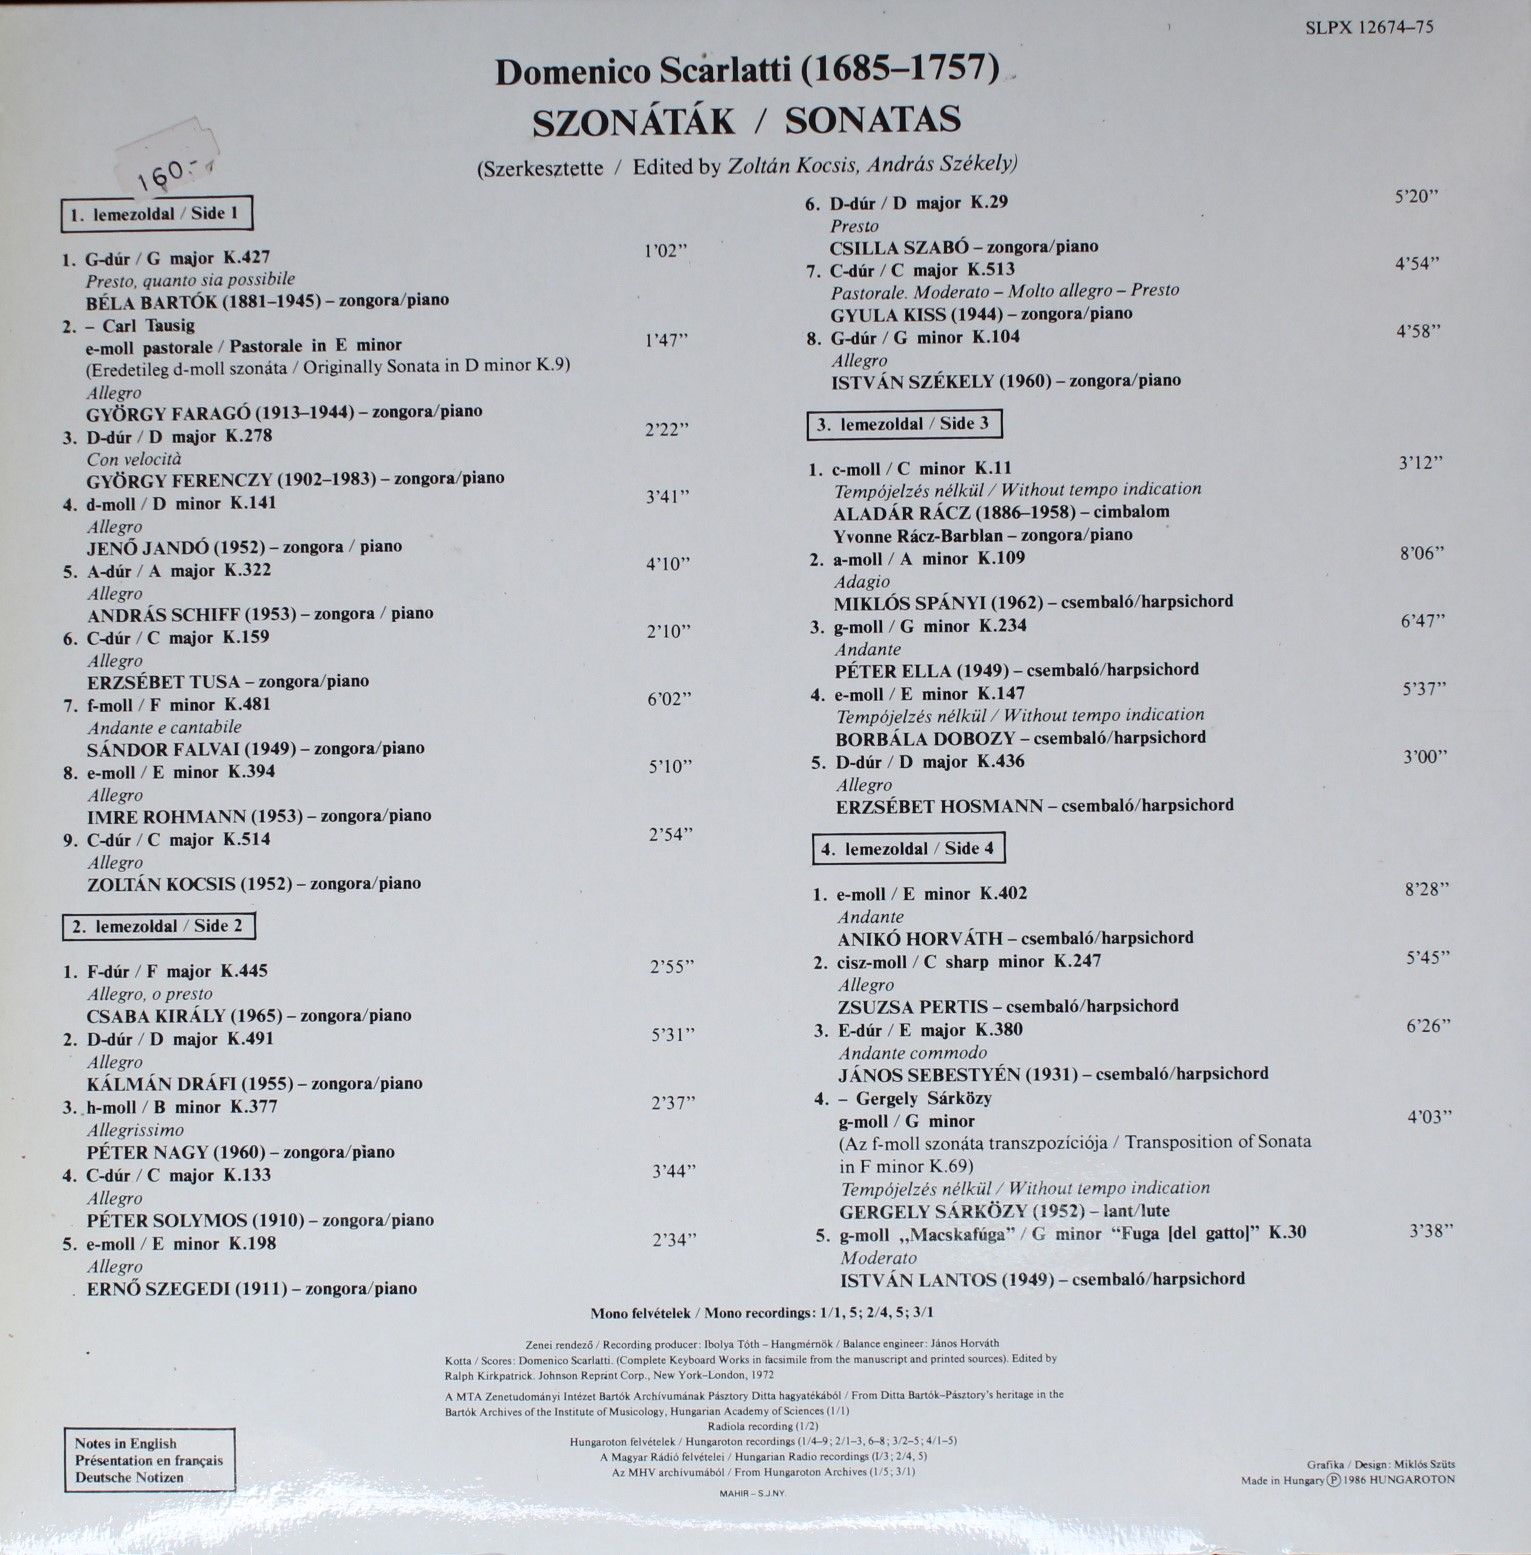 SLPX 12674–75
Domenico Scarlatti (1685–1757)
SZONÁTÁK / SONATAS
(Szerkesztette / Edited by Zoltán Kocsis, András Székely)
160.-
1. lemezoldal / Side 1
1. G-dúr / G major K.427 1’02”
Presto, quanto sia possibile
BÉLA BARTÓK (1881–1945) – zongora/piano
2. – Carl Tausig
e-moll pastorale / Pastorale in E minor 1’47”
(Eredetileg d-moll szonáta / Originally Sonata in D minor K.9)
Allegro
GYÖRGY FARAGÓ (1913–1944) – zongora/piano
3. D-dúr / D major K.278 2’22”
Con velocità
GYÖRGY FERENCZY (1902–1983) – zongora/piano
4. d-moll / D minor K.141 3’41”
Allegro
JENŐ JANDÓ (1952) – zongora / piano
5. A-dúr / A major K.322 4’10”
Allegro
ANDRÁS SCHIFF (1953) – zongora / piano
6. C-dúr / C major K.159 2’10”
Allegro
ERZSÉBET TUSA – zongora/piano
7. f-moll / F minor K.481 6’02”
Andante e cantabile
SÁNDOR FALVAI (1949) – zongora/piano
8. e-moll / E minor K.394 5’10”
Allegro
IMRE ROHMANN (1953) – zongora/piano
9. C-dúr / C major K.514 2’54”
Allegro
ZOLTÁN KOCSIS (1952) – zongora/piano
2. lemezoldal / Side 2
1. F-dúr / F major K.445 2’55”
Allegro, o presto
CSABA KIRÁLY (1965) – zongora/piano
2. D-dúr / D major K.491 5’31”
Allegro
KÁLMÁN DRÁFI (1955) – zongora/piano
3. h-moll / B minor K.377 2’37”
Allegrissimo
PÉTER NAGY (1960) – zongora/piano
4. C-dúr / C major K.133 3’44”
Allegro
PÉTER SOLYMOS (1910) – zongora/piano
5. e-moll / E minor K.198 2’34”
Allegro
ERNŐ SZEGEDI (1911) – zongora/piano
6. D-dúr / D major K.29 5’20”
Presto
CSILLA SZABÓ – zongora/piano
7. C-dúr / C major K.513 4’54”
Pastorale. Moderato – Molto allegro – Presto
GYULA KISS (1944) – zongora/piano
8. G-dúr / G minor K.104 4’58”
Allegro
ISTVÁN SZÉKELY (1960) – zongora/piano
3. lemezoldal / Side 3
1. c-moll / C minor K.11 3’12”
Tempójelzés nélkül / Without tempo indication
ALADÁR RÁCZ (1886–1958) – cimbalom
Yvonne Rácz-Barblan – zongora/piano
2. a-moll / A minor K.109 8’06”
Adagio
MIKLÓS SPÁNYI (1962) – csembaló/harpsichord
3. g-moll / G minor K.234 6’47”
Andante
PÉTER ELLA (1949) – csembaló/harpsichord
4. e-moll / E minor K.147 5’37”
Tempójelzés nélkül / Without tempo indication
BORBÁLA DOBOZY – csembaló/harpsichord
5. D-dúr / D major K.436 3’00”
Allegro
ERZSÉBET HOSMANN – csembaló/harpsichord
4. lemezoldal / Side 4
1. e-moll / E minor K.402 8’28”
Andante
ANIKÓ HORVÁTH – csembaló/harpsichord
2. cisz-moll / C sharp minor K.247 5’45”
Allegro
ZSUZSA PERTIS – csembaló/harpsichord
3. E-dúr / E major K.380 6’26”
Andante commodo
JÁNOS SEBESTYÉN (1931) – csembaló/harpsichord
4. – Gergely Sárközy
g-moll / G minor 4’03”
(Az f-moll szonáta transzpozíciója / Transposition of Sonata
in F minor K.69)
Tempójelzés nélkül / Without tempo indication
GERGELY SÁRKÖZY (1952) – lant/lute
5. g-moll „Macskafúga” / G minor “Fuga [del gatto]” K.30 3’38”
Moderato
ISTVÁN LANTOS (1949) – csembaló/harpsichord
Mono felvételek / Mono recordings: 1/1, 5; 2/4, 5; 3/1
Zenei rendező / Recording producer: Ibolya Tóth – Hangmérnök / Balance engineer: János Horváth
Kotta / Scores: Domenico Scarlatti. (Complete Keyboard Works in facsimile from the manuscript and printed sources). Edited by
Ralph Kirkpatrick. Johnson Reprint Corp., New York–London, 1972
A MTA Zenetudományi Intézet Bartók Archívumának Pásztory Ditta hagyatékából / From Ditta Bartók–Pásztory's heritage in the
Bartók Archives of the Institute of Musicology, Hungarian Academy of Sciences (1/1)
Radiola recording (1/2)
Hungaroton felvételek / Hungaroton recordings (1/4–9; 2/1–3, 6–8; 3/2–5; 4/1–5)
A Magyar Rádió felvételei / Hungarian Radio recordings (1/3; 2/4, 5)
Az MHV archívumából / From Hungaroton Archives (1/5; 3/1)
MAHIR – S.J.NY.
Notes in English
Présentation en français
Deutsche Notizen
Grafika / Design: Miklós Szüts
Made in Hungary Ⓟ 1986 HUNGAROTON